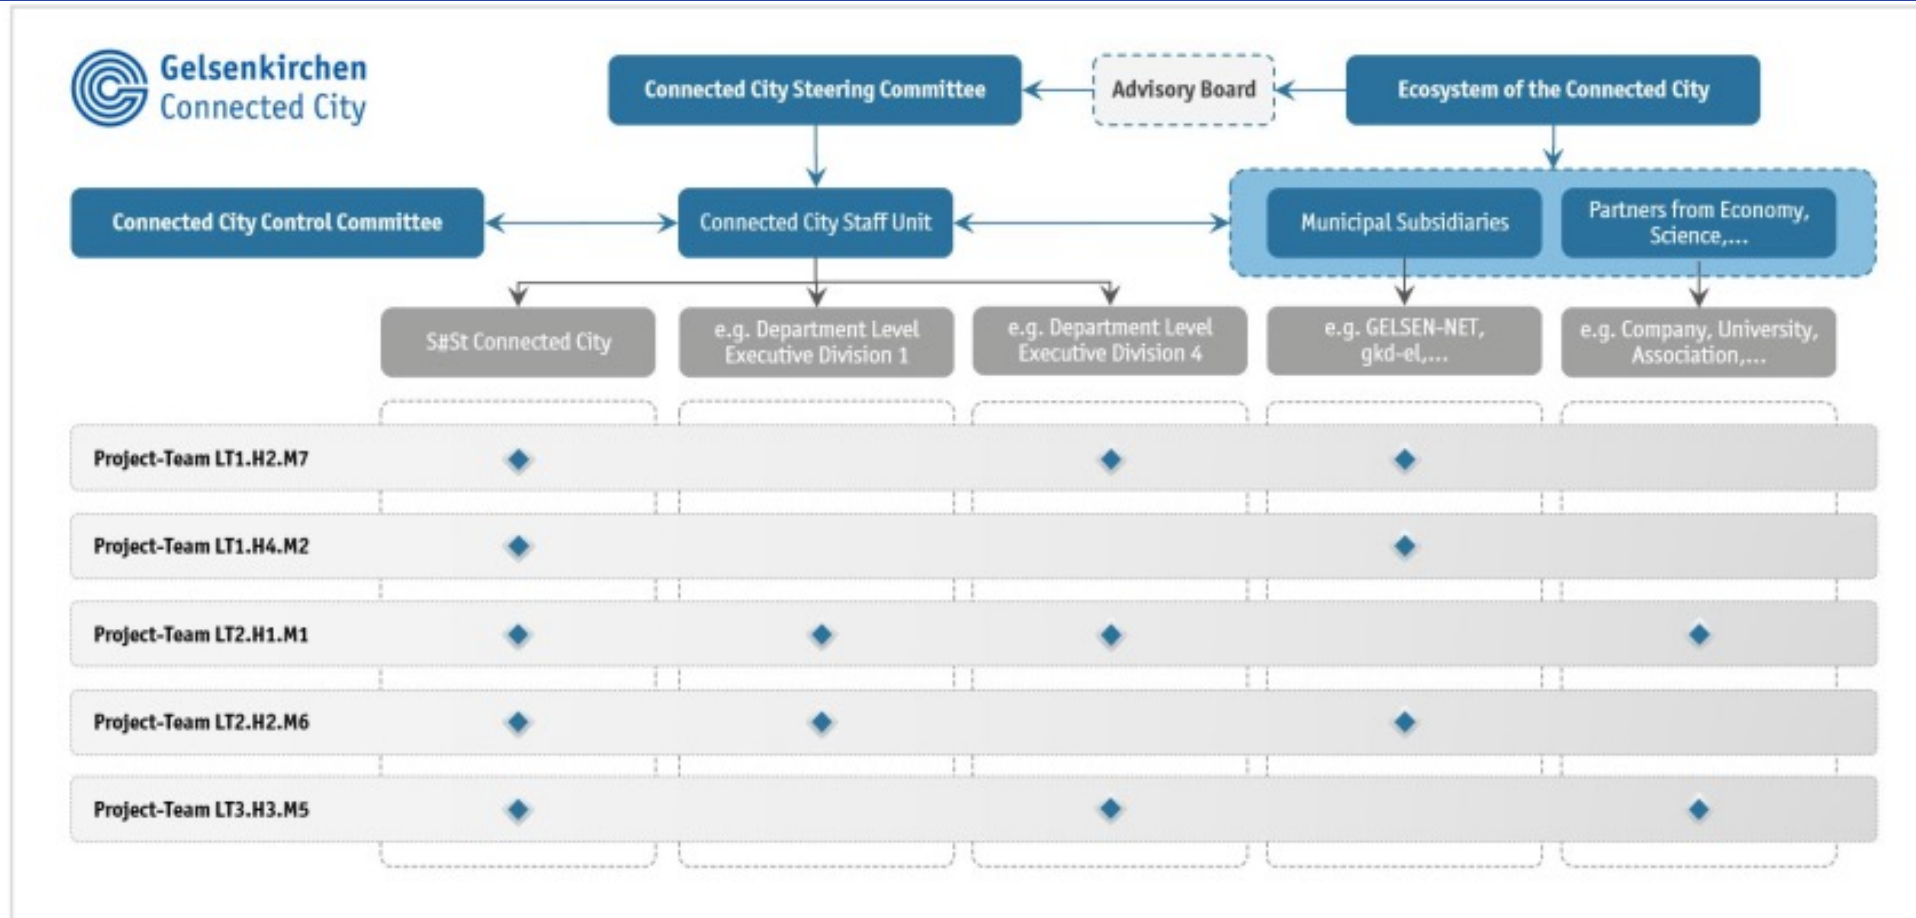 Gelsenkirchen
Connected City
Connected City Steering Committee
Advisory Board
Ecosystem of the Connected City
Connected City Control Committee
Connected City Staff Unit
Municipal Subsidiaries
Partners from Economy,
Science,...
S#St Connected City
e.g. Department Level
Executive Division 1
e.g. Department Level
Executive Division 4
e.g. GELSEN-NET,
gkd-el,...
e.g. Company, University,
Association,...
Project-Team LT1.H2.M7
Project-Team LT1.H4.M2
Project-Team LT2.H1.M1
Project-Team LT2.H2.M6
Project-Team LT3.H3.M5